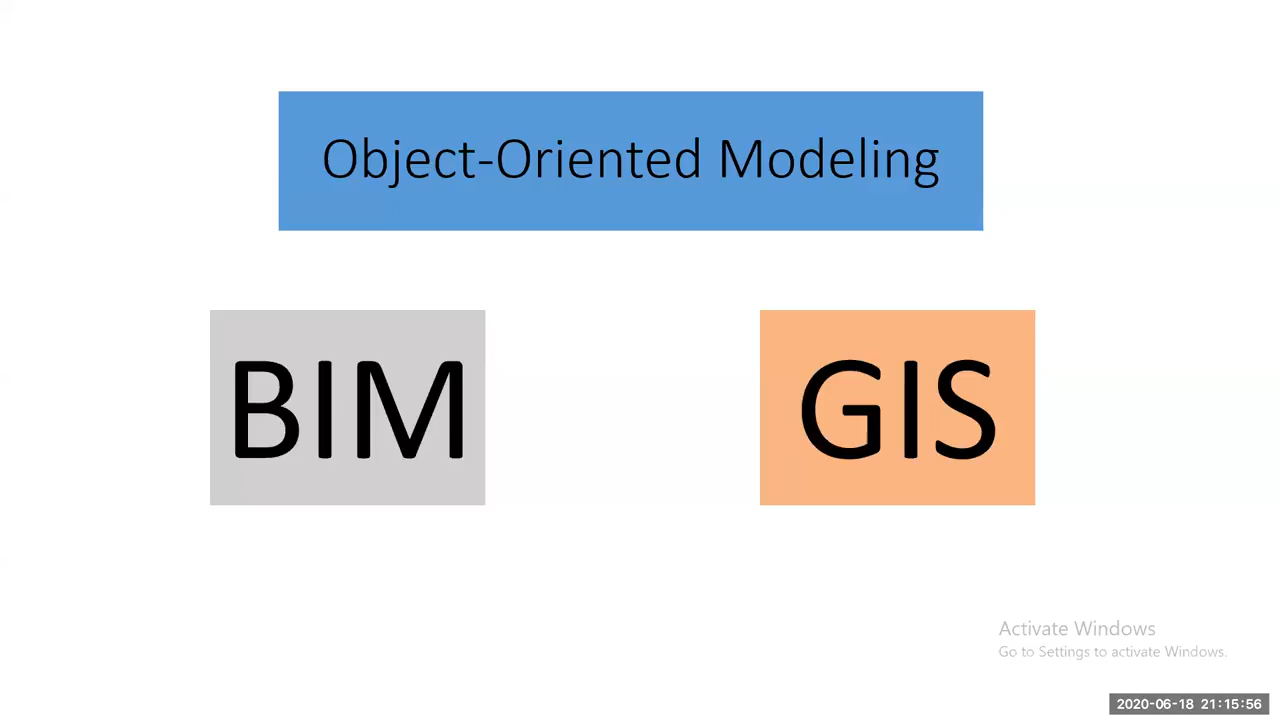 Object-Oriented Modeling
BIM
GIS
Activate Windows
Go to Settings to activate Windows.
2020-06-18 21:15:56